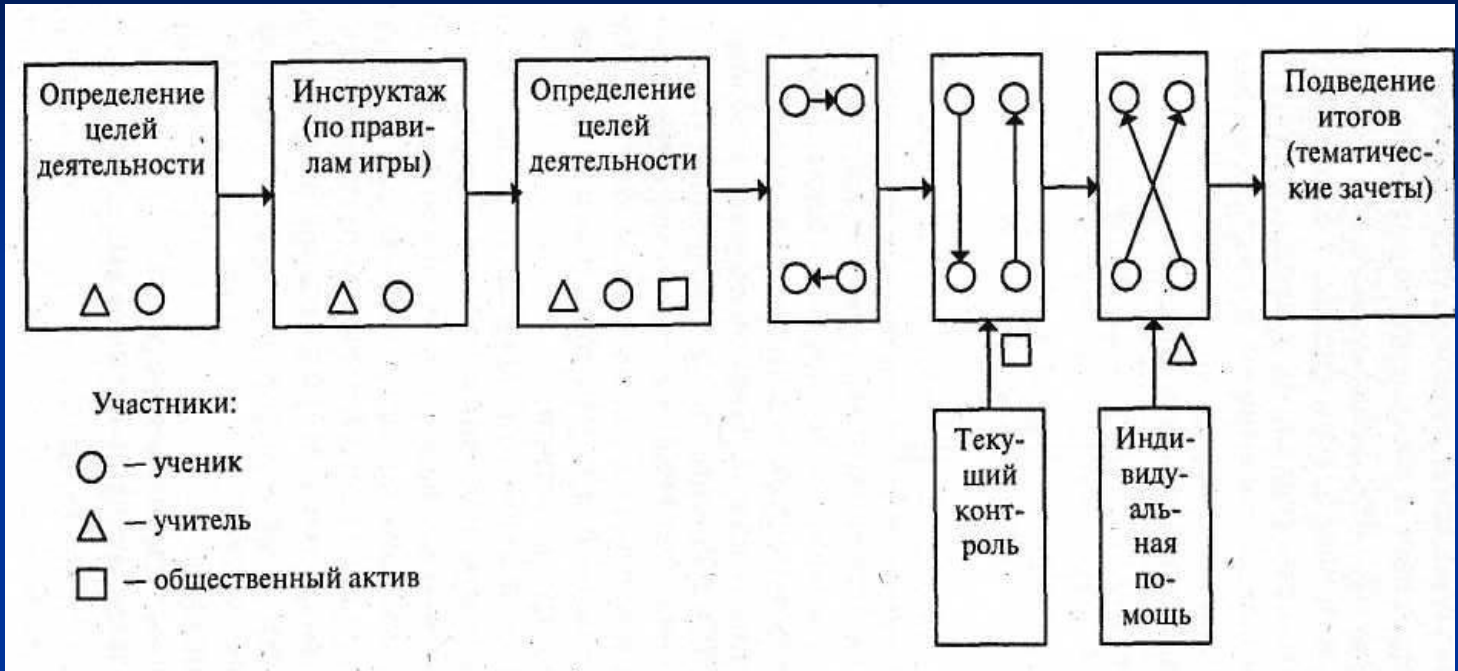 Определение
целей
деятельности
Инструктаж
(по прави-
лам игры)
Определение
целей
деятельности
Подведение
итогов
(тематичес-
кие зачеты)
Участники:
— ученик
— учитель
— общественный актив
Теку-
ший
конт-
роль
Инди-
виду-
аль-
ная
по-
мощь